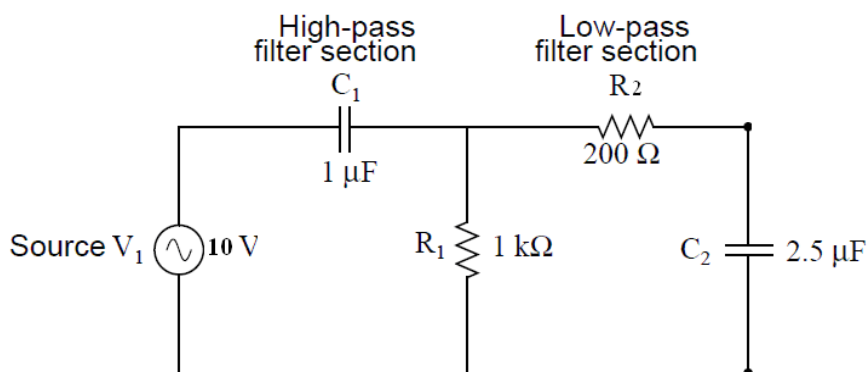 High-pass
filter section
C₁
1 μF
Low-pass
filter section
R2
200 Ω
Source V₁ 10 V
R₁ 1 kΩ
C₂ 2.5 μF